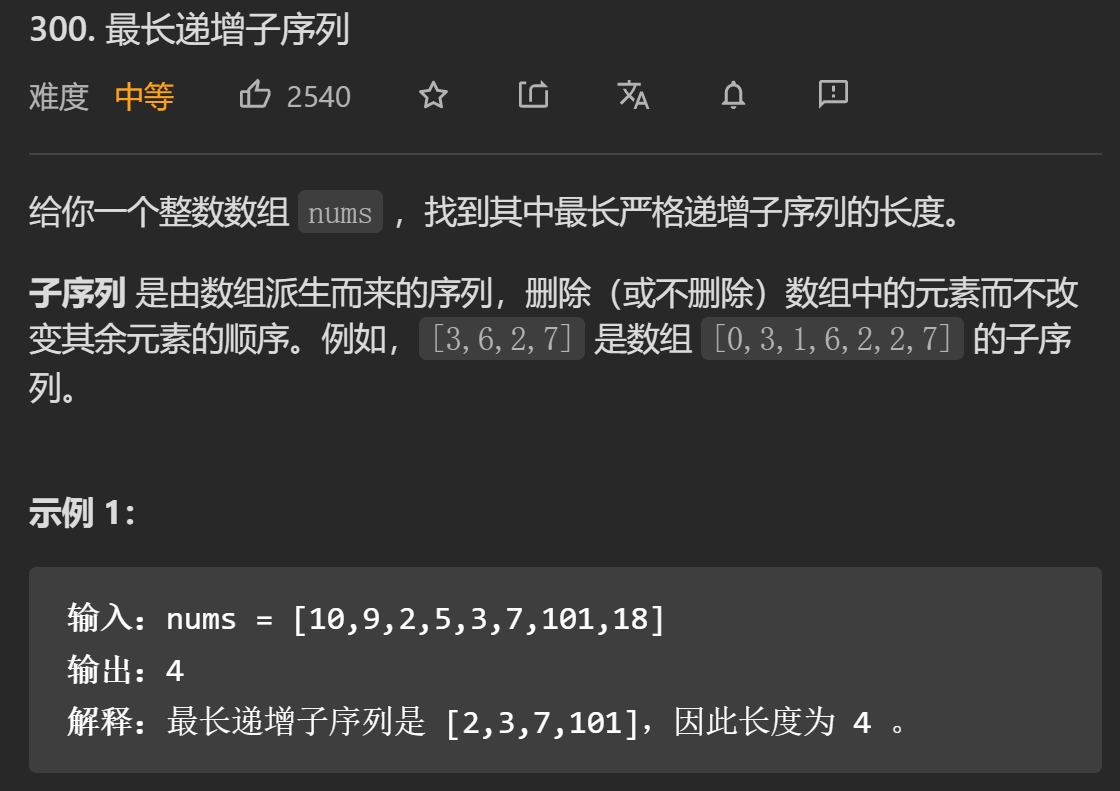 300. 最长递增子序列
难度 中等 2540
给你一个整数数组 nums ，找到其中最长严格递增子序列的长度。
子序列 是由数组派生而来的序列，删除（或不删除）数组中的元素而不改
变其余元素的顺序。例如，[3,6,2,7] 是数组 [0,3,1,6,2,2,7] 的子序
列。
示例 1：
输入：nums = [10,9,2,5,3,7,101,18]
输出：4
解释：最长递增子序列是 [2,3,7,101]，因此长度为 4 。